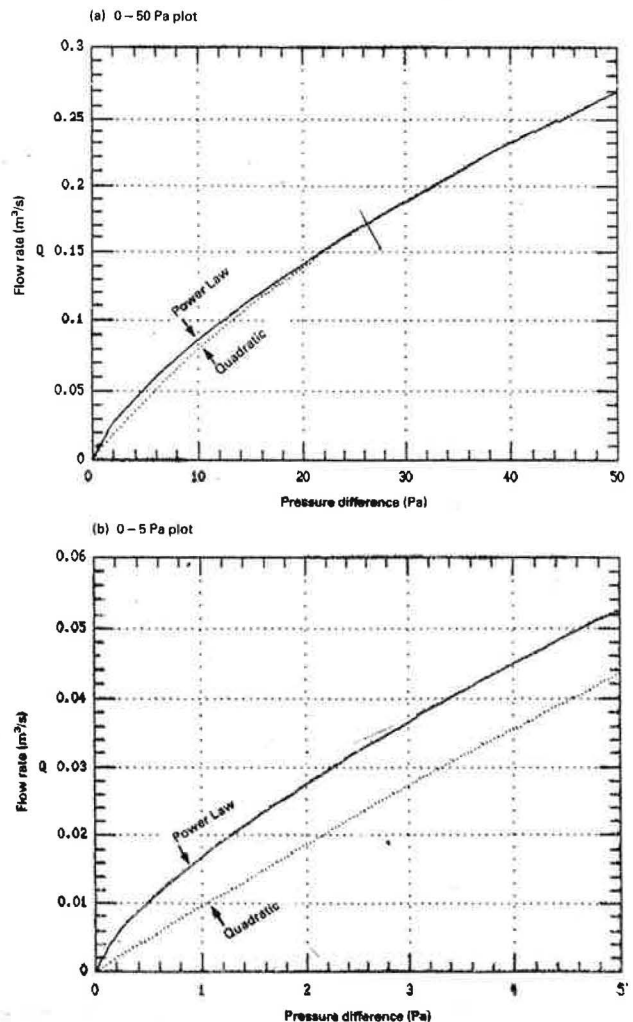 (a) 0 – 50 Pa plot
0.3
0.25
0.2
0.15
0.1
0.05
0
Flow rate (m³/s)
Q
Power Law
Quadratic
0 10 20 30 40 50
Pressure difference (Pa)
(b) 0 – 5 Pa plot
0.06
0.05
0.04
0.03
0.02
0.01
0
Flow rate (m³/s)
Q
Power Law
Quadratic
0 1 2 3 4 5
Pressure difference (Pa)